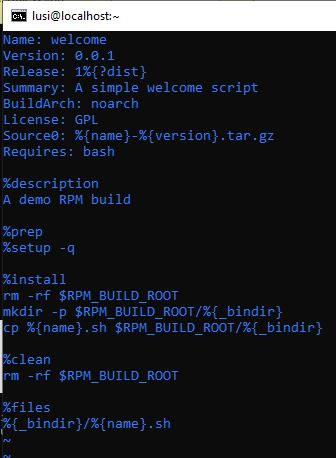 lusi@localhost:~
Name: welcome
Version: 0.0.1
Release: 1%{?dist}
Summary: A simple welcome script
BuildArch: noarch
License: GPL
Source0: %{name}-%{version}.tar.gz
Requires: bash
%description
A demo RPM build
%prep
%setup -q
%install
rm -rf $RPM_BUILD_ROOT
mkdir -p $RPM_BUILD_ROOT/%{_bindir}
cp %{name}.sh $RPM_BUILD_ROOT/%{_bindir}
%clean
rm -rf $RPM_BUILD_ROOT
%files
%{_bindir}/%{name}.sh
~
~